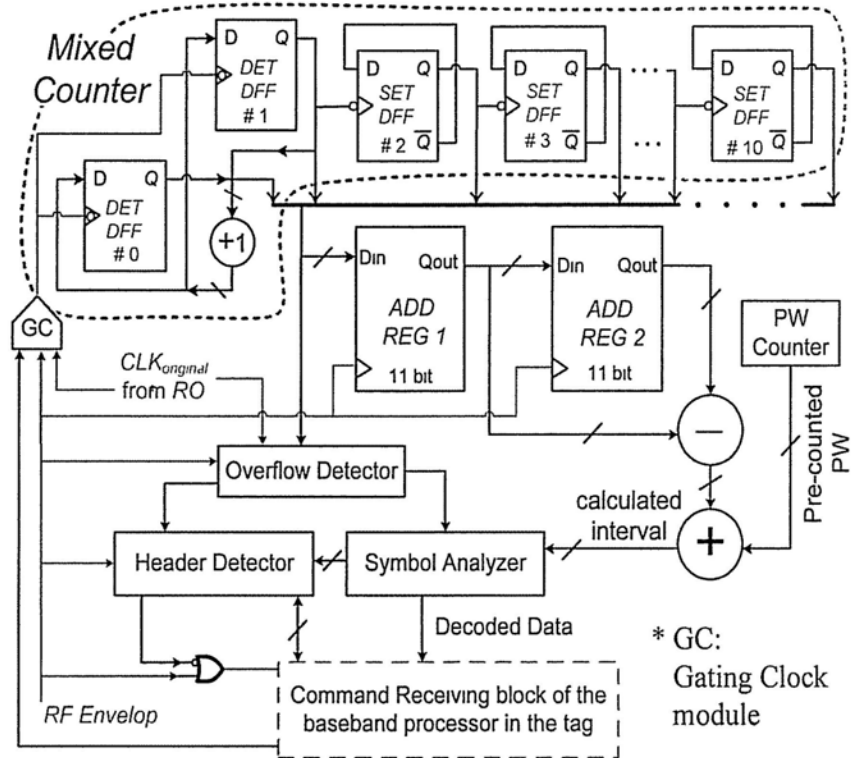 Mixed
Counter
D Q
DET
DFF
# 1
D Q
SET
DFF
# 2 Q
D Q
SET
DFF
# 3 Q
D Q
SET
DFF
# 10 Q
D Q
DET
DFF
# 0
+1
GC
CLKoriginal
from RO
Din Qout
ADD
REG 1
11 bit
Din Qout
ADD
REG 2
11 bit
PW
Counter
Pre-counted
PW
−
+
calculated
interval
Overflow Detector
Header Detector
Symbol Analyzer
Decoded Data
RF Envelop
Command Receiving block of the
baseband processor in the tag
* GC:
Gating Clock
module